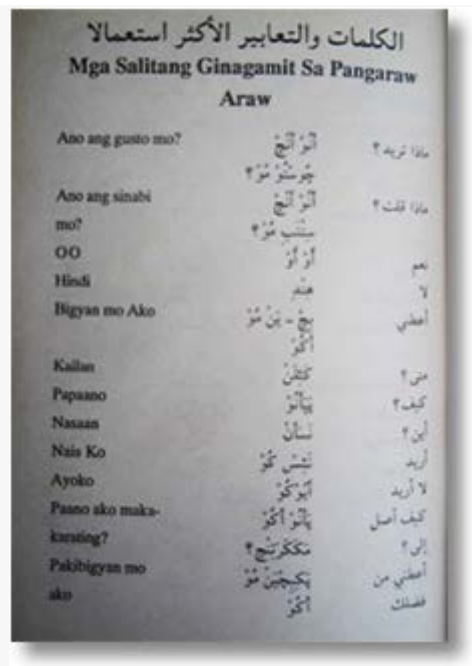 الكلمات والتعابير الأكثر استعمالا
Mga Salitang Ginagamit Sa Pangaraw
Araw
Ano ang gusto mo? أَنُوْ أَنْجْ ماذا تريد؟
جُوسْتُوْ مُوْ؟
Ano ang sinabi أَنُوْ أَنْجْ ماذا قلت؟
mo? مُوْ؟
OO أُوْ أُوْ نعم
Hindi لا
Bigyan mo Ako أعطني
أَكُوْ
Kailan متى؟
Papaano كيف؟
Nasaan أين؟
Nais Ko أريد
Ayoko أَيُوكُوْ لا أريد
Paano ako maka- كيف أصل
karating? إلى؟
Pakibigyan mo أعطني من
ako أَكُوْ فضلك